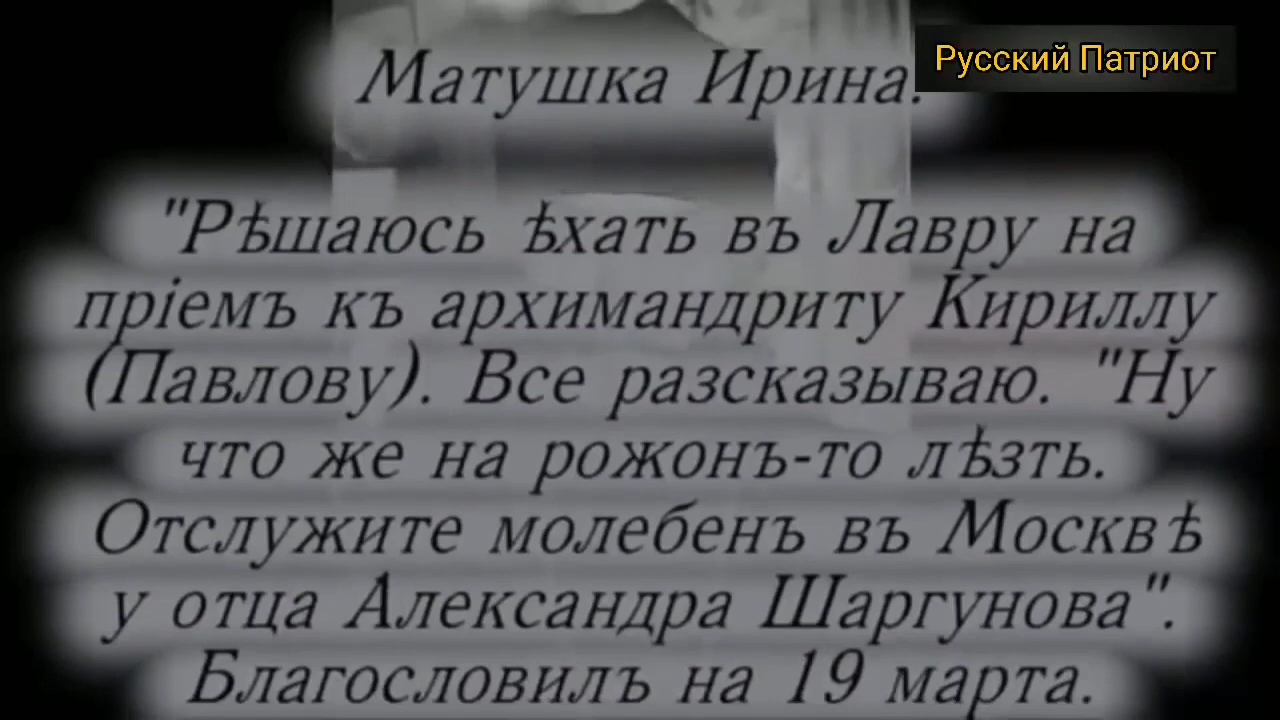 Русский Патриот
Матушка Ирина.
"Рѣшаюсь ѣхать въ Лавру на
пріемъ къ архимандриту Кириллу
(Павлову). Все разсказываю. "Ну
что же на рожонъ-то лѣзть.
Отслужите молебенъ въ Москвѣ
у отца Александра Шаргунова".
Благословилъ на 19 марта.